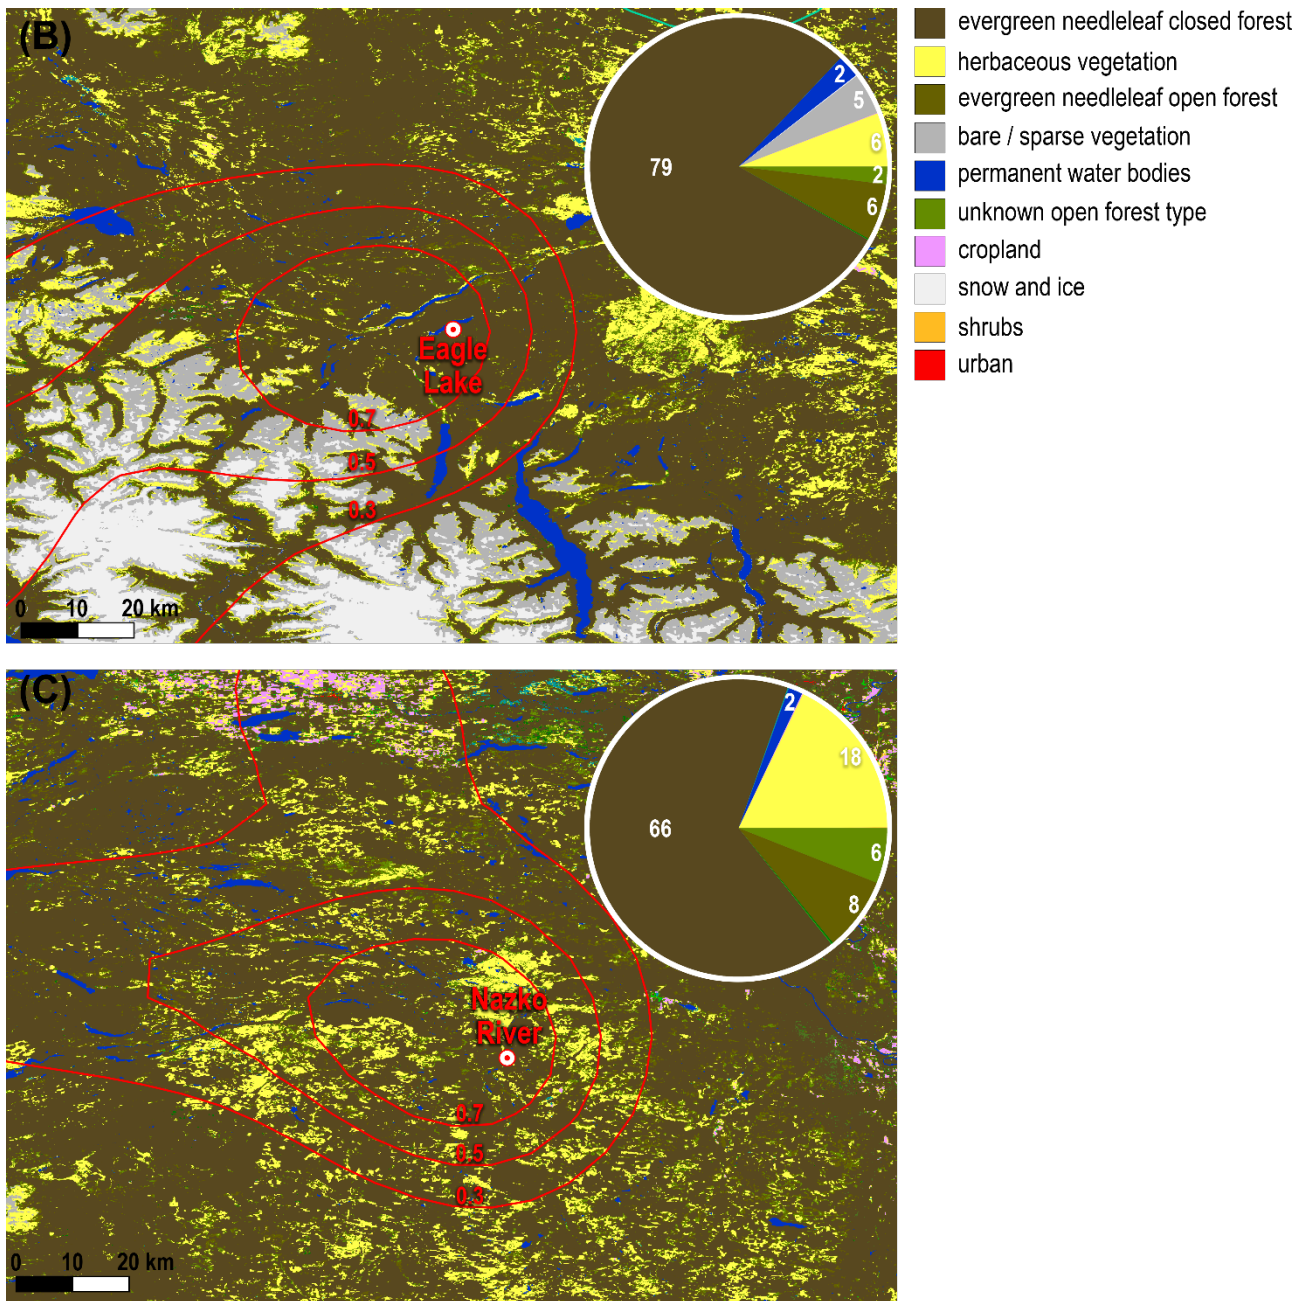 (B)
2
5
6
79
2
6
Eagle
Lake
0.7
0.5
0.3
0 10 20 km
evergreen needleleaf closed forest
herbaceous vegetation
evergreen needleleaf open forest
bare / sparse vegetation
permanent water bodies
unknown open forest type
cropland
snow and ice
shrubs
urban
(C)
2
18
66
6
8
Nazko
River
0.7
0.5
0.3
0 10 20 km